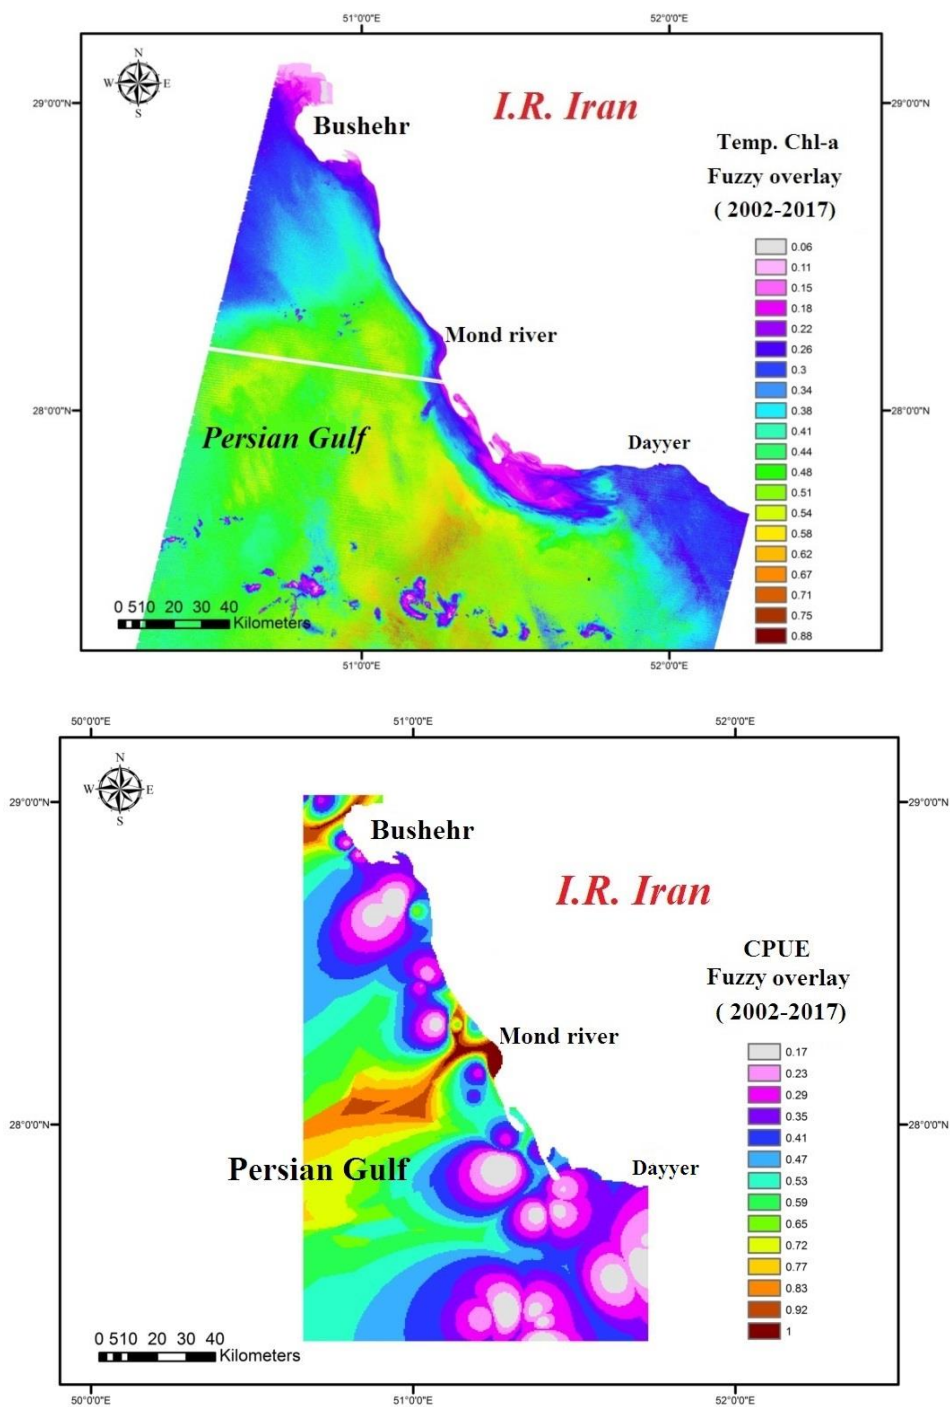 51°0'0"E 52°0'0"E
N
W E
S
29°0'0"N 29°0'0"N
I.R. Iran
Bushehr
Temp. Chl-a
Fuzzy overlay
( 2002-2017)
0.06
0.11
0.15
0.18
0.22
0.26
0.3
0.34
0.38
0.41
0.44
0.48
0.51
0.54
0.58
0.62
0.67
0.71
0.75
0.88
Mond river
28°0'0"N 28°0'0"N
Persian Gulf
Dayyer
0 510 20 30 40
Kilometers
51°0'0"E 52°0'0"E
50°0'0"E 51°0'0"E 52°0'0"E
N
W E
S
29°0'0"N 29°0'0"N
Bushehr
I.R. Iran
CPUE
Fuzzy overlay
( 2002-2017)
0.17
0.23
0.29
0.35
0.41
0.47
0.53
0.59
0.65
0.72
0.77
0.83
0.92
1
Mond river
28°0'0"N 28°0'0"N
Persian Gulf
Dayyer
0 510 20 30 40
Kilometers
50°0'0"E 51°0'0"E 52°0'0"E